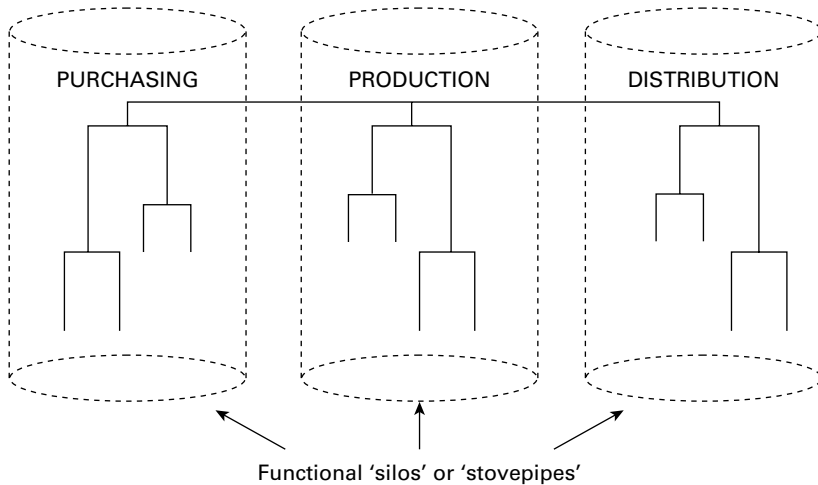 PURCHASING PRODUCTION DISTRIBUTION
Functional ‘silos’ or ‘stovepipes’